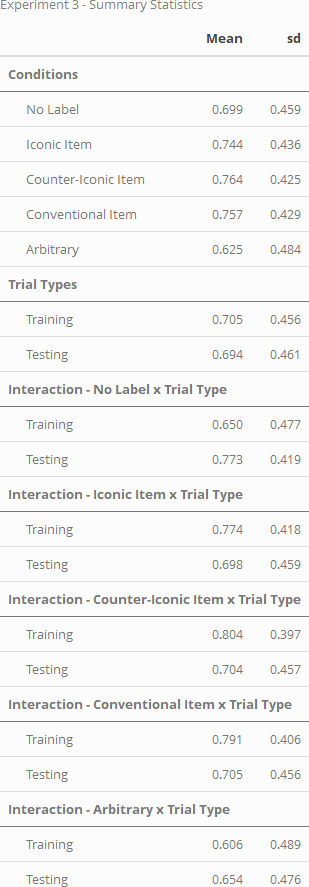 Experiment 3 - Summary Statistics
Mean sd
Conditions
No Label 0.699 0.459
Iconic Item 0.744 0.436
Counter-Iconic Item 0.764 0.425
Conventional Item 0.757 0.429
Arbitrary 0.625 0.484
Trial Types
Training 0.705 0.456
Testing 0.694 0.461
Interaction - No Label x Trial Type
Training 0.650 0.477
Testing 0.773 0.419
Interaction - Iconic Item x Trial Type
Training 0.774 0.418
Testing 0.698 0.459
Interaction - Counter-Iconic Item x Trial Type
Training 0.804 0.397
Testing 0.704 0.457
Interaction - Conventional Item x Trial Type
Training 0.791 0.406
Testing 0.705 0.456
Interaction - Arbitrary x Trial Type
Training 0.606 0.489
Testing 0.654 0.476